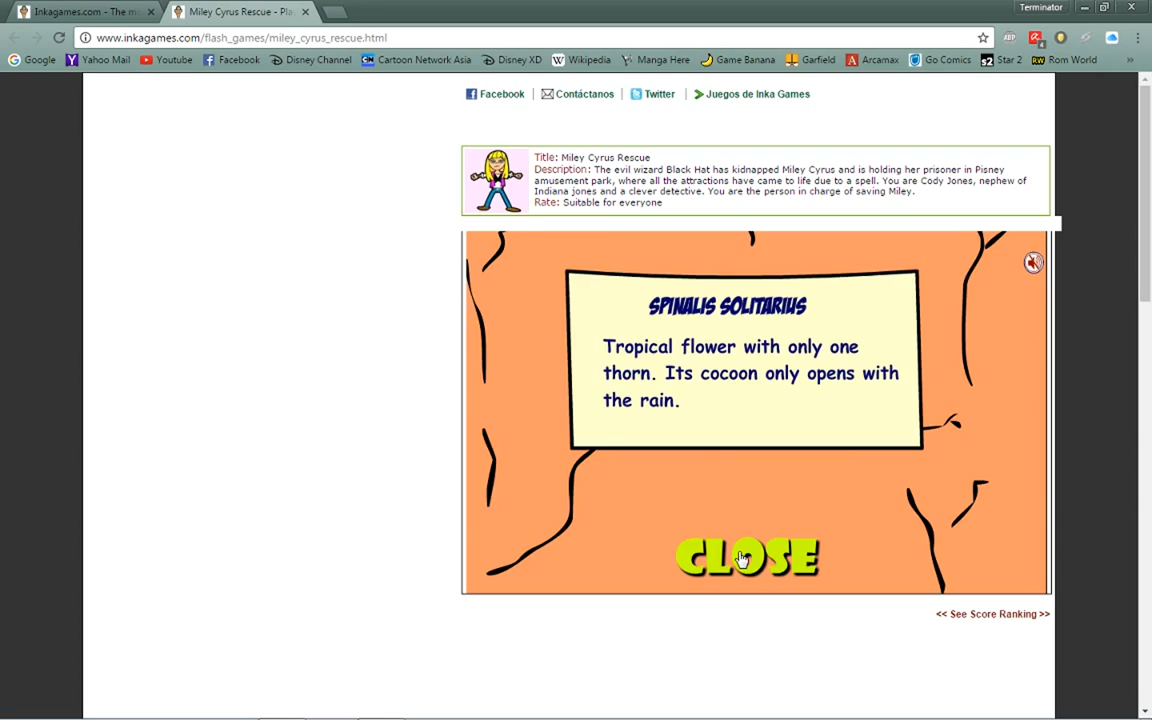 Terminator
Inkagames.com - The m
Miley Cyrus Rescue - Pla
www.inkagames.com/flash_games/miley_cyrus_rescue.html
ABP
4
Google Yahoo Mail Youtube Facebook Disney Channel Cartoon Network Asia Disney XD Wikipedia Manga Here Game Banana Garfield Arcamax Go Comics Star 2 Rom World »
Facebook | Contáctanos | Twitter | Juegos de Inka Games
Title: Miley Cyrus Rescue
Description: The evil wizard Black Hat has kidnapped Miley Cyrus and is holding her prisoner in Pisney
amusement park, where all the attractions have came to life due to a spell. You are Cody Jones, nephew of
Indiana jones and a clever detective. You are the person in charge of saving Miley.
Rate: Suitable for everyone
SPINALIS SOLITARIUS
Tropical flower with only one
thorn. Its cocoon only opens with
the rain.
CLOSE
<< See Score Ranking >>